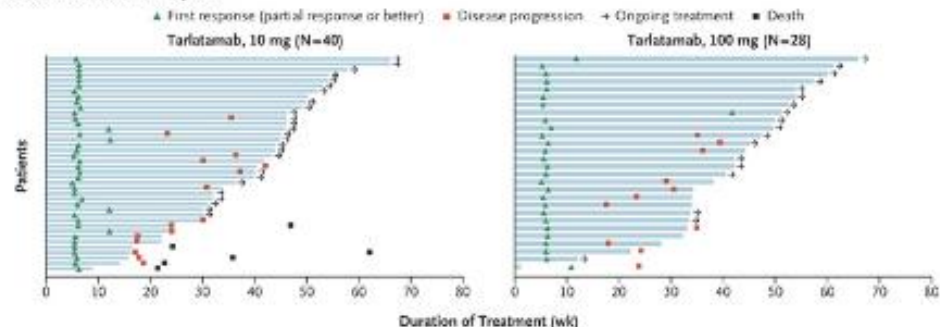 First response (partial response or better) Disease progression Ongoing treatment Death
Tarlatamab, 10 mg (N=40) Tarlatamab, 100 mg (N=28)
Patients
0 10 20 30 40 50 60 70 80 0 10 20 30 40 50 60 70 80
Duration of Treatment (wk)